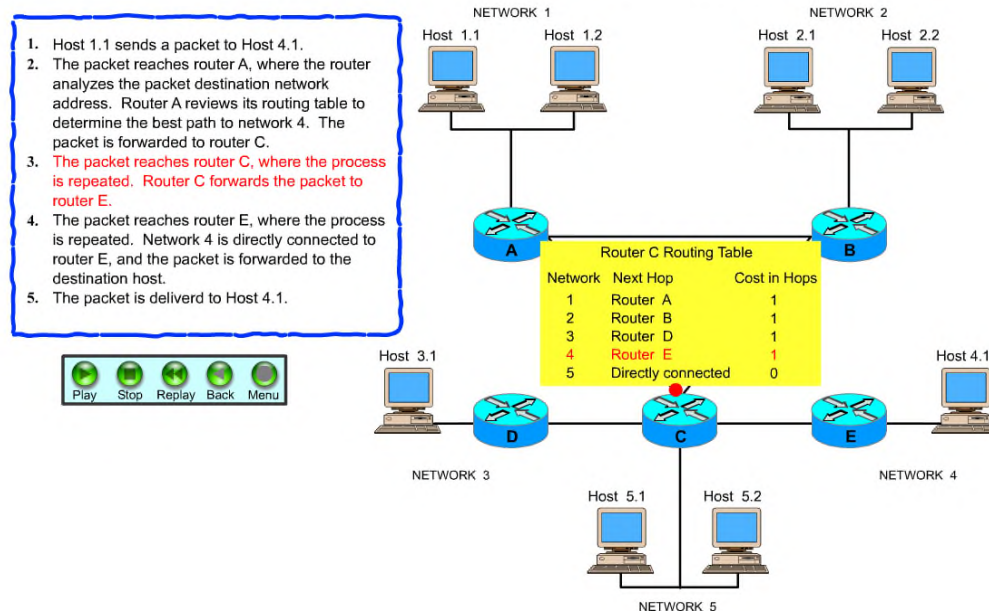 1. Host 1.1 sends a packet to Host 4.1.
2. The packet reaches router A, where the router
analyzes the packet destination network
address. Router A reviews its routing table to
determine the best path to network 4. The
packet is forwarded to router C.
3. The packet reaches router C, where the process
is repeated. Router C forwards the packet to
router E.
4. The packet reaches router E, where the process
is repeated. Network 4 is directly connected to
router E, and the packet is forwarded to the
destination host.
5. The packet is deliverd to Host 4.1.
Play Stop Replay Back Menu
NETWORK 1
Host 1.1 Host 1.2
NETWORK 2
Host 2.1 Host 2.2
A
B
Router C Routing Table
Network Next Hop Cost in Hops
1 Router A 1
2 Router B 1
3 Router D 1
4 Router E 1
5 Directly connected 0
Host 3.1
Host 4.1
D
C
E
NETWORK 3
NETWORK 4
Host 5.1 Host 5.2
NETWORK 5